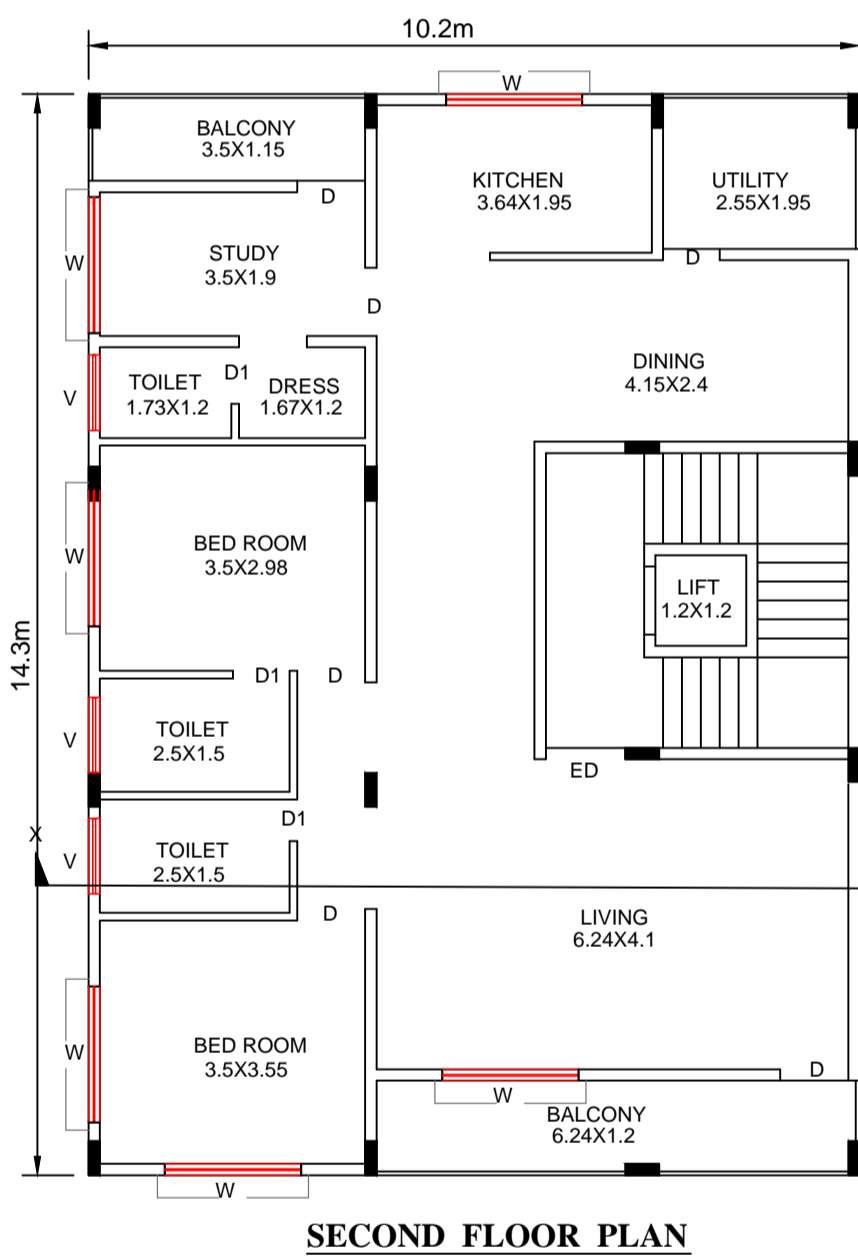 10.2m
W
BALCONY
3.5X1.15
KITCHEN
3.64X1.95
UTILITY
2.55X1.95
D
STUDY
3.5X1.9
W
D
D
DINING
4.15X2.4
D1
TOILET
1.73X1.2
DRESS
1.67X1.2
V
BED ROOM
3.5X2.98
W
LIFT
1.2X1.2
14.3m
D1
D
TOILET
2.5X1.5
V
ED
D1
X
TOILET
2.5X1.5
V
D
LIVING
6.24X4.1
BED ROOM
3.5X3.55
W
D
W
BALCONY
6.24X1.2
W
SECOND FLOOR PLAN